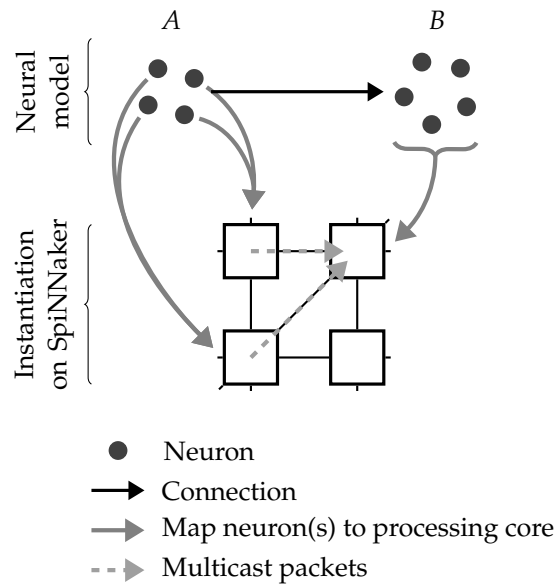 A
B
Neural
model
Instantiation
on SpiNNaker
Neuron
Connection
Map neuron(s) to processing core
Multicast packets